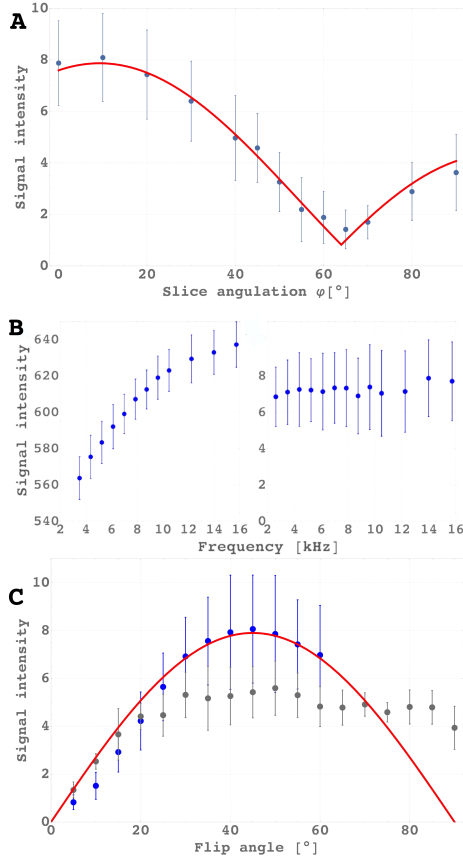 A
Signal intensity
10
8
6
4
2
0
0 20 40 60 80
Slice angulation φ[°]
B
Signal intensity
640
620
600
580
560
540
2 4 6 8 10 12 14 16
8
6
4
2
0
2 4 6 8 10 12 14 16
Frequency [kHz]
C
Signal intensity
10
8
6
4
2
0
0 20 40 60 80
Flip angle [°]